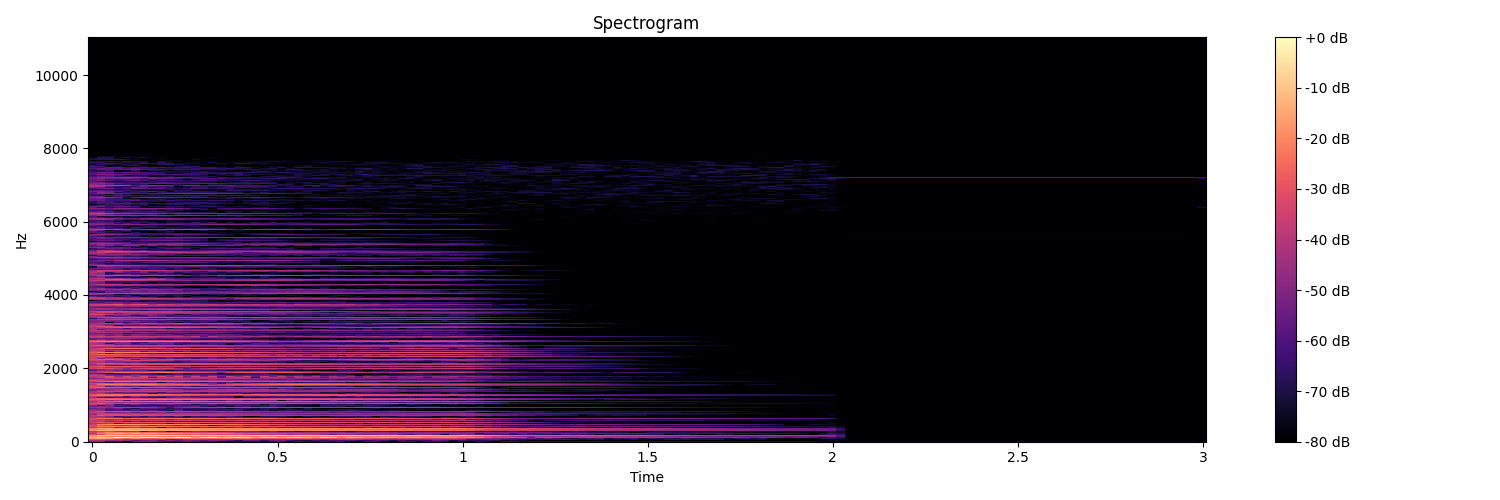 Spectrogram
Hz
10000
8000
6000
4000
2000
0
0
0.5
1
1.5
2
2.5
3
Time
+0 dB
-10 dB
-20 dB
-30 dB
-40 dB
-50 dB
-60 dB
-70 dB
-80 dB